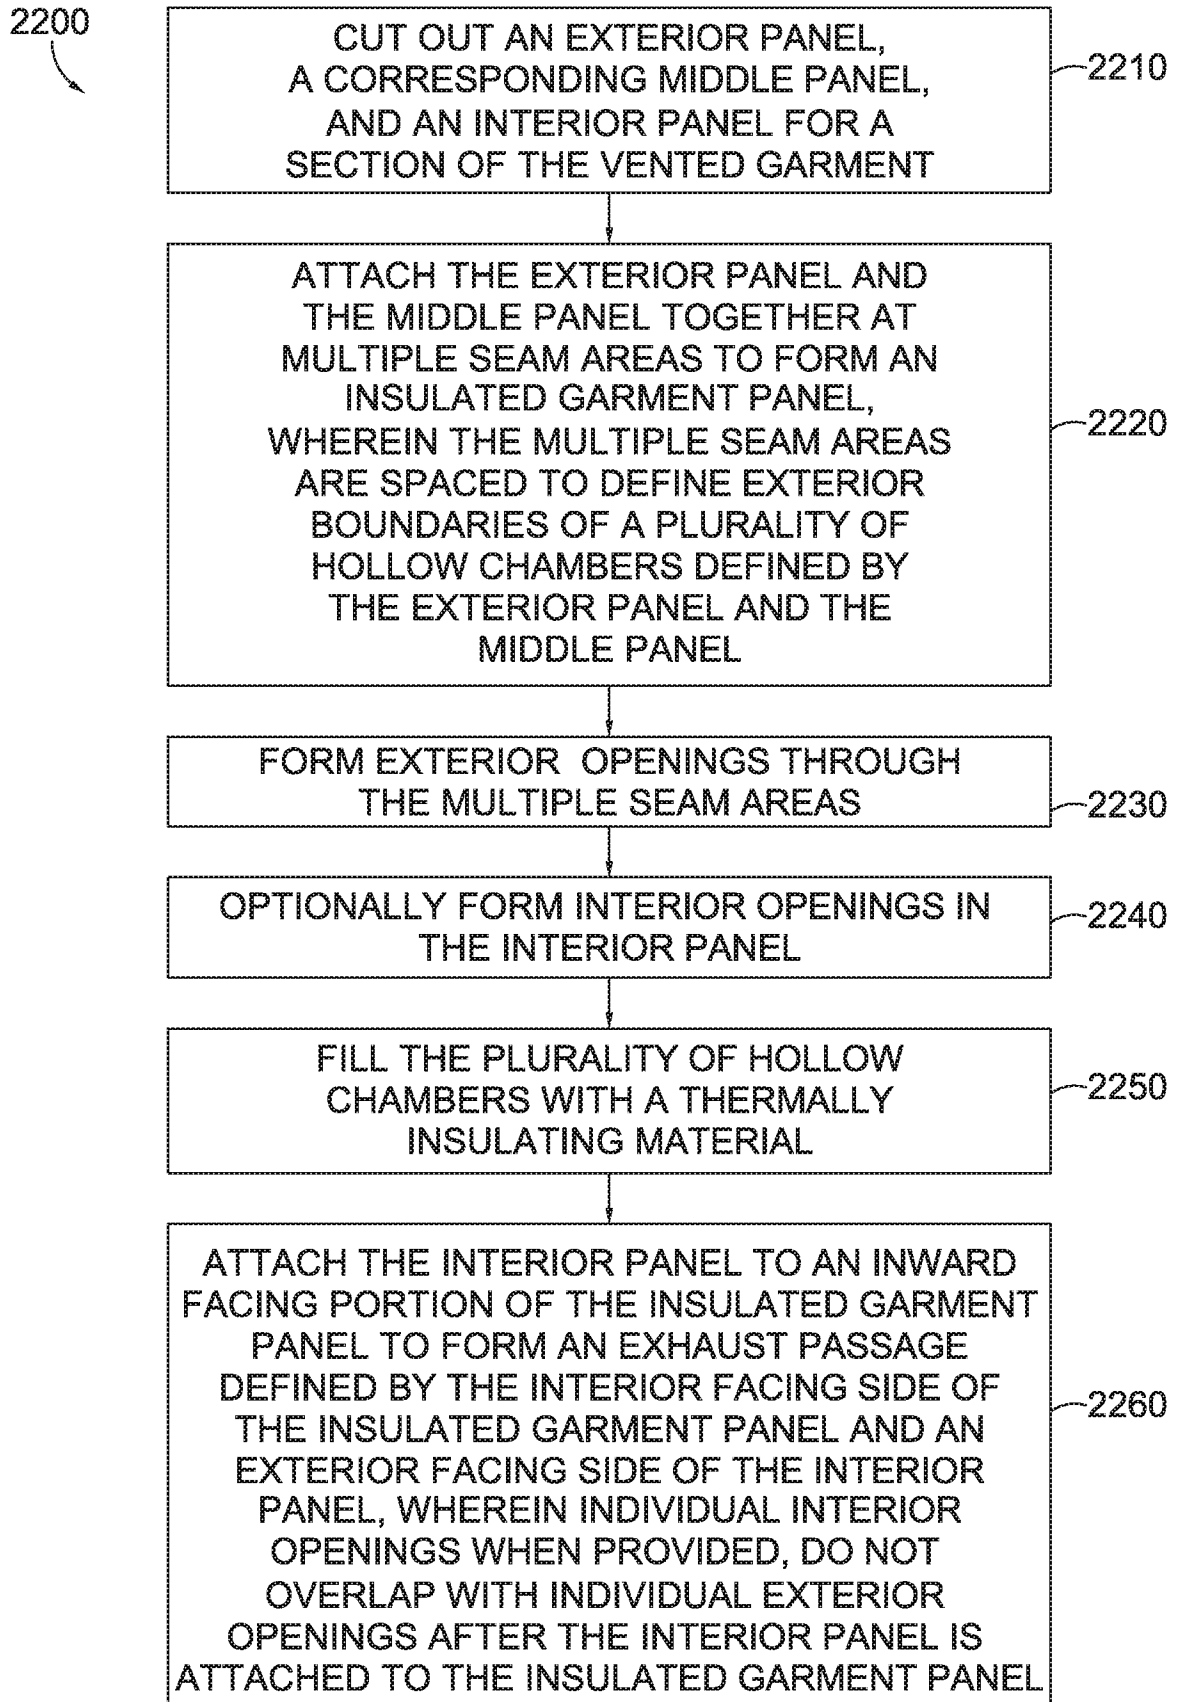 2200
CUT OUT AN EXTERIOR PANEL,
A CORRESPONDING MIDDLE PANEL,
AND AN INTERIOR PANEL FOR A
SECTION OF THE VENTED GARMENT
2210
ATTACH THE EXTERIOR PANEL AND
THE MIDDLE PANEL TOGETHER AT
MULTIPLE SEAM AREAS TO FORM AN
INSULATED GARMENT PANEL,
WHEREIN THE MULTIPLE SEAM AREAS
ARE SPACED TO DEFINE EXTERIOR
BOUNDARIES OF A PLURALITY OF
HOLLOW CHAMBERS DEFINED BY
THE EXTERIOR PANEL AND THE
MIDDLE PANEL
2220
FORM EXTERIOR OPENINGS THROUGH
THE MULTIPLE SEAM AREAS
2230
OPTIONALLY FORM INTERIOR OPENINGS IN
THE INTERIOR PANEL
2240
FILL THE PLURALITY OF HOLLOW
CHAMBERS WITH A THERMALLY
INSULATING MATERIAL
2250
ATTACH THE INTERIOR PANEL TO AN INWARD
FACING PORTION OF THE INSULATED GARMENT
PANEL TO FORM AN EXHAUST PASSAGE
DEFINED BY THE INTERIOR FACING SIDE OF
THE INSULATED GARMENT PANEL AND AN
EXTERIOR FACING SIDE OF THE INTERIOR
PANEL, WHEREIN INDIVIDUAL INTERIOR
OPENINGS WHEN PROVIDED, DO NOT
OVERLAP WITH INDIVIDUAL EXTERIOR
OPENINGS AFTER THE INTERIOR PANEL IS
ATTACHED TO THE INSULATED GARMENT PANEL
2260